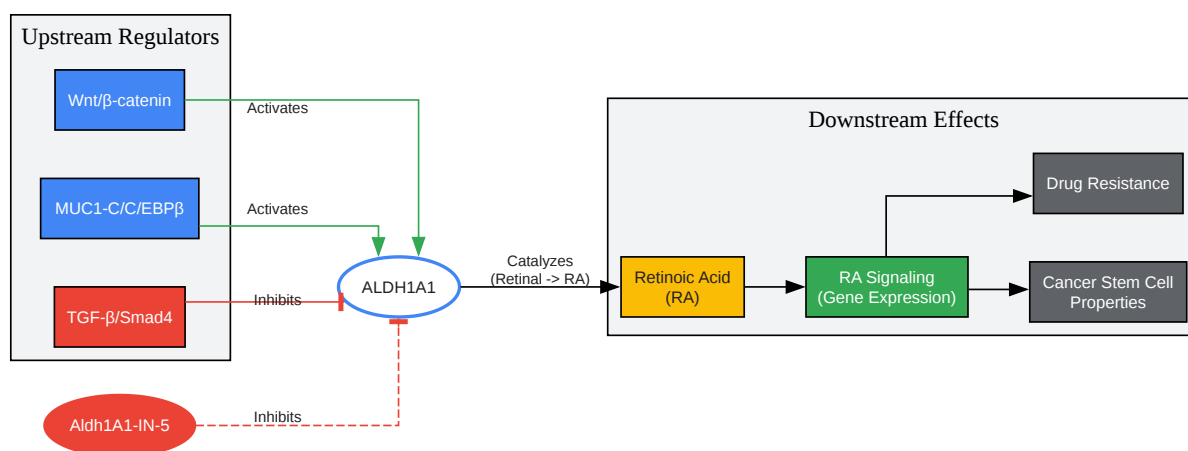 Upstream Regulators
Wnt/β-catenin
Activates
MUC1-C/C/EBPβ
Activates
TGF-β/Smad4
Inhibits
Aldh1A1-IN-5
Inhibits
ALDH1A1
Catalyzes
(Retinal -> RA)
Downstream Effects
Retinoic Acid
(RA)
RA Signaling
(Gene Expression)
Drug Resistance
Cancer Stem Cell
Properties